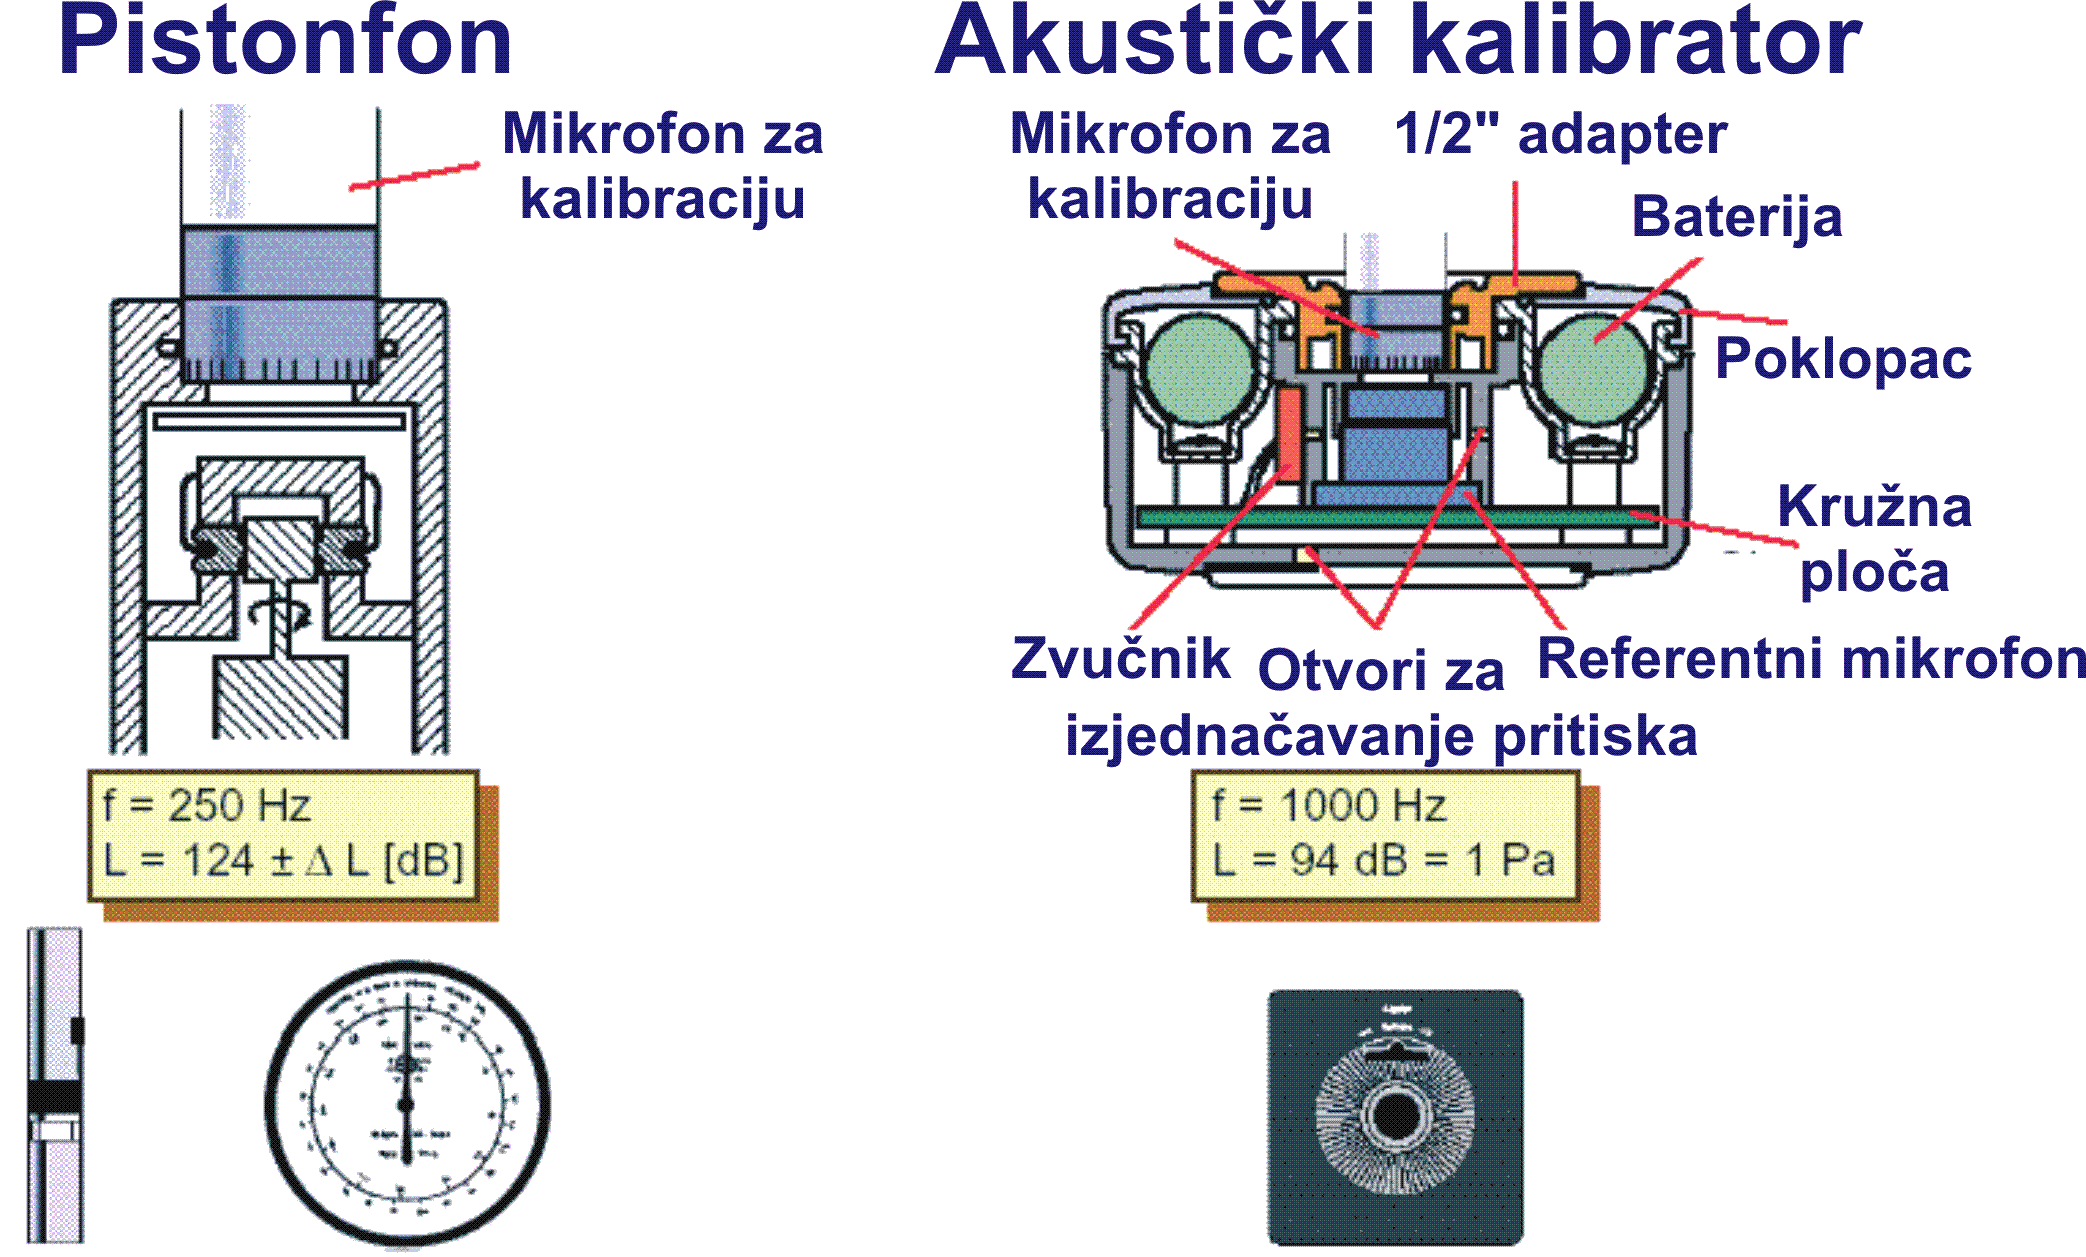 Pistonfon
Mikrofon za
kalibraciju
f = 250 Hz
L = 124 ± Δ L [dB]
Akustički kalibrator
Mikrofon za
kalibraciju
1/2" adapter
Baterija
Poklopac
Kružna
ploča
Zvučnik
Otvori za
izjednačavanje pritiska
Referentni mikrofon
f = 1000 Hz
L = 94 dB = 1 Pa